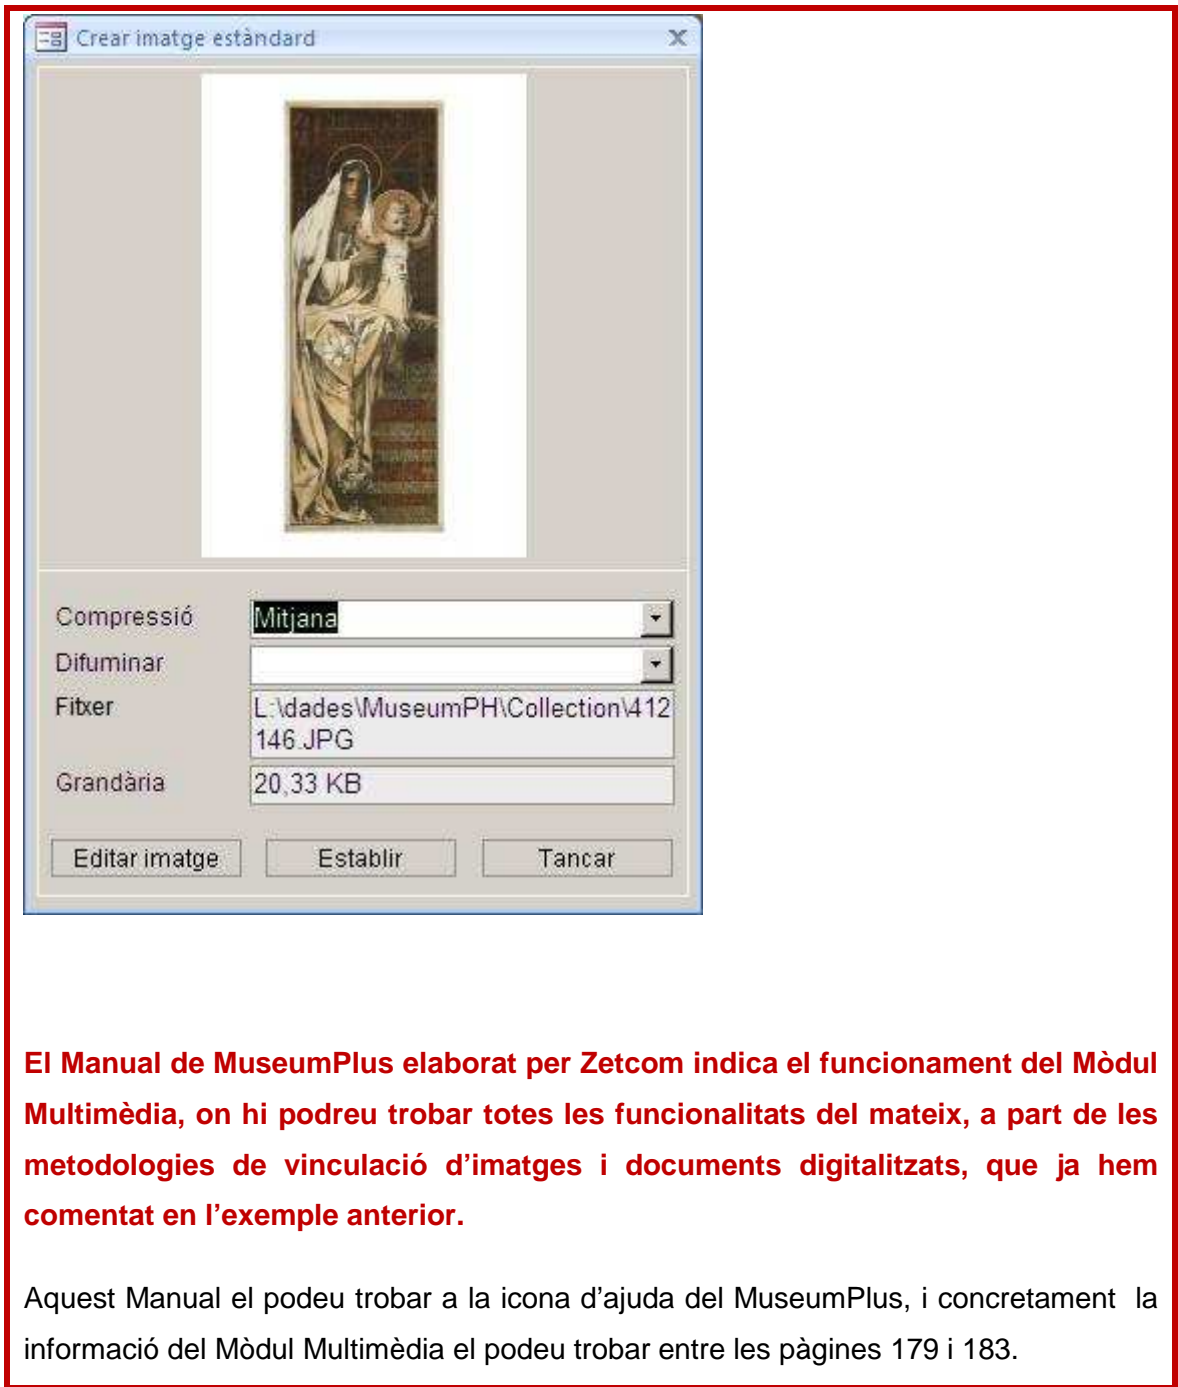 Crear imatge estàndard
Compressió Mitjana
Difuminar
Fitxer L:\dades\MuseumPH\Collection\412
146.JPG
Grandària 20,33 KB
Editar imatge Establir Tancar
El Manual de MuseumPlus elaborat per Zetcom indica el funcionament del Mòdul
Multimèdia, on hi podreu trobar totes les funcionalitats del mateix, a part de les
metodologies de vinculació d’imatges i documents digitalitzats, que ja hem
comentat en l’exemple anterior.
Aquest Manual el podeu trobar a la icona d’ajuda del MuseumPlus, i concretament la
informació del Mòdul Multimèdia el podeu trobar entre les pàgines 179 i 183.